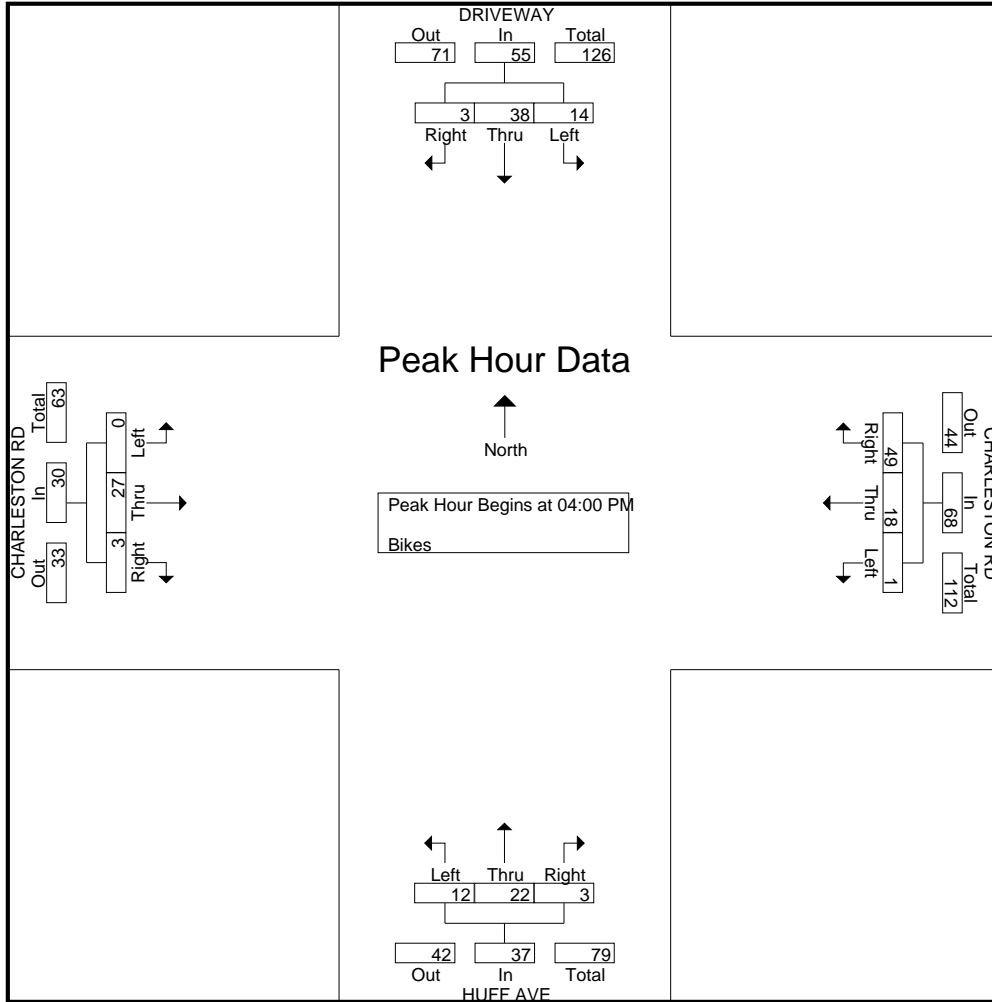 DRIVEWAY
Out In Total
71 55 126
3 38 14
Right Thru Left
Peak Hour Data
North
Peak Hour Begins at 04:00 PM
Bikes
CHARLESTON RD
Total In Out
63 30 33
0 27 3
Left Thru Right
Right Thru Left
49 18 1
Out In Total
44 68 112
CHARLESTON RD
Left Thru Right
12 22 3
42 37 79
Out In Total
HUFF AVE